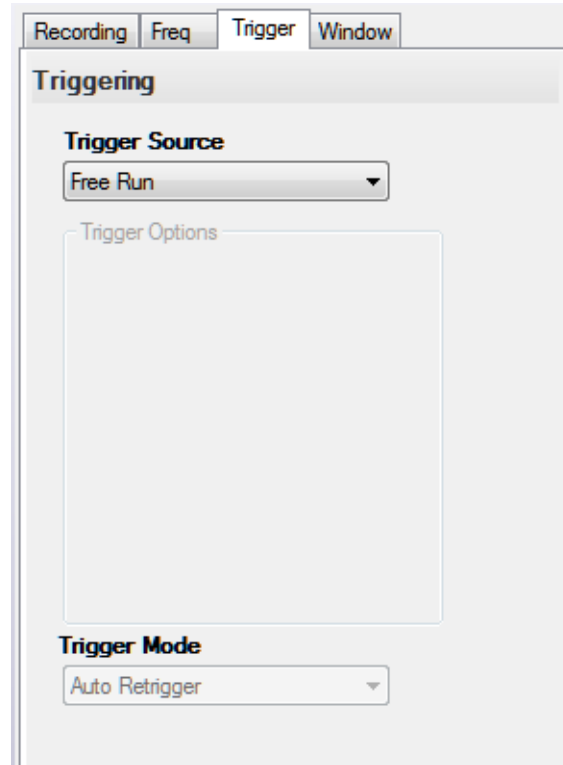 Recording Freq Trigger Window
Triggering
Trigger Source
Free Run
Trigger Options
Trigger Mode
Auto Retrigger